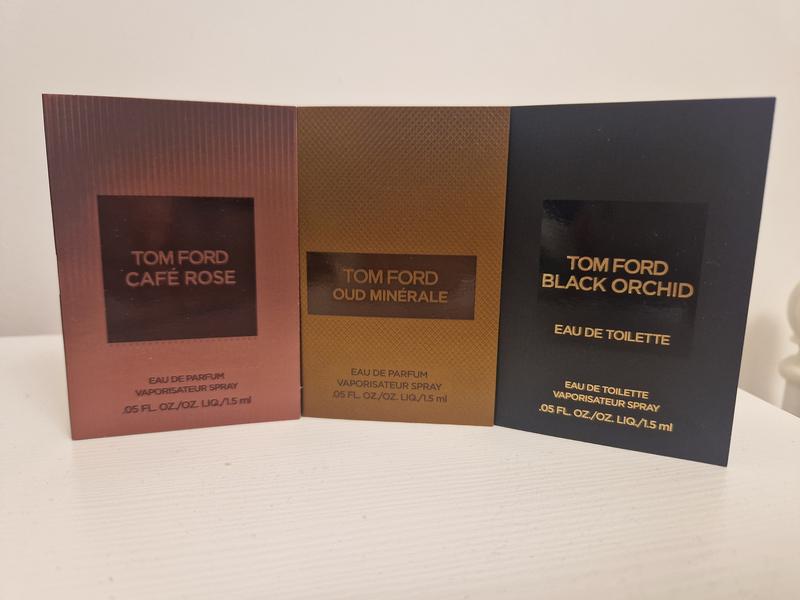 TOM FORD
CAFÉ ROSE
EAU DE PARFUM
VAPORISATEUR SPRAY
.05 FL. OZ./OZ. LIQ./1.5 ml
TOM FORD
OUD MINÉRALE
EAU DE PARFUM
VAPORISATEUR SPRAY
.05 FL. OZ./OZ. LIQ./1.5 ml
TOM FORD
BLACK ORCHID
EAU DE TOILETTE
EAU DE TOILETTE
VAPORISATEUR SPRAY
.05 FL. OZ./OZ. LIQ./1.5 ml